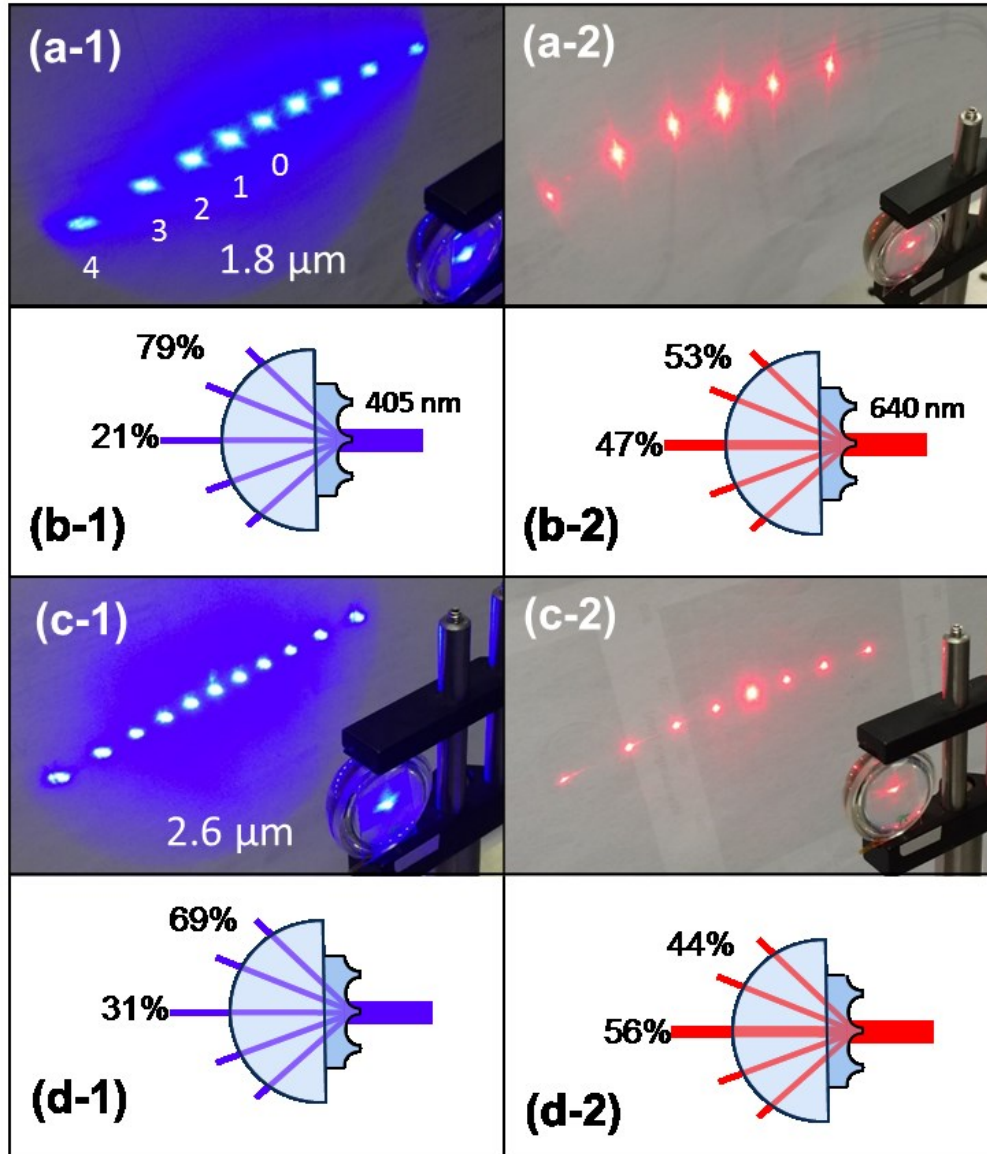 (a-1)
0
1
2
3
4
1.8 µm
(a-2)
79%
405 nm
21%
(b-1)
53%
640 nm
47%
(b-2)
(c-1)
2.6 µm
(c-2)
69%
31%
(d-1)
44%
56%
(d-2)